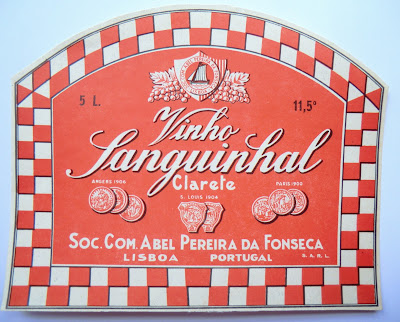 5 L.
11,5º
Vinho
Sanguinhal
Clarete
ANGERS 1906
S. LOUIS 1904
PARIS 1900
SOC. COM. ABEL PEREIRA DA FONSECA
LISBOA PORTUGAL
S. A. R. L.